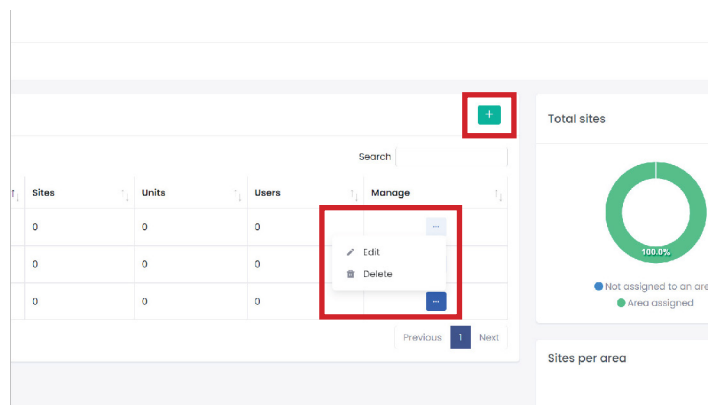 +
Total sites
Search
Sites Units Users Manage
0 0 0 ...
Edit
100.0%
0 0 0
Delete
Not assigned to an are
0 0 0 ...
Area assigned
Previous 1 Next
Sites per area